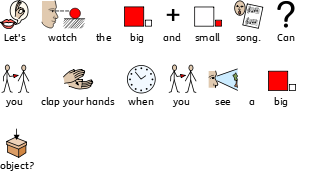 Let's watch the big and small song. Can
you clap your hands when you see a big
object?